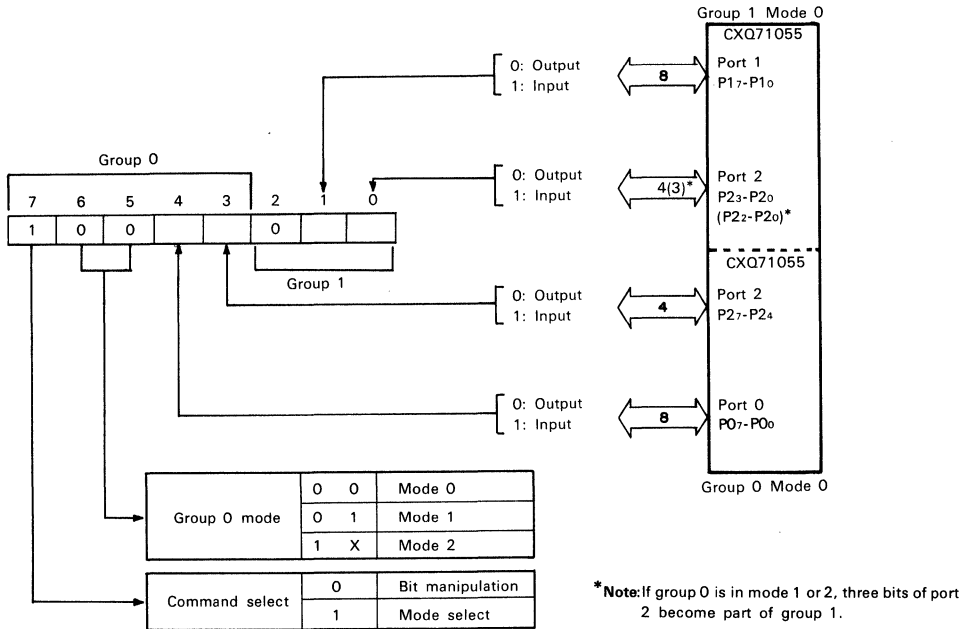 Group 1 Mode 0
CXQ71055
0: Output
1: Input
8
Port 1
P17-P10
Group 0
0: Output
1: Input
4(3)*
Port 2
P23-P20
(P22-P20)*
7 6 5 4 3 2 1 0
1 0 0 0
Group 1
CXQ71055
0: Output
1: Input
4
Port 2
P27-P24
0: Output
1: Input
8
Port 0
P07-P00
Group 0 Mode 0
Group 0 mode
0 0 Mode 0
0 1 Mode 1
1 X Mode 2
Command select
0 Bit manipulation
1 Mode select
*Note:If group 0 is in mode 1 or 2, three bits of port
2 become part of group 1.